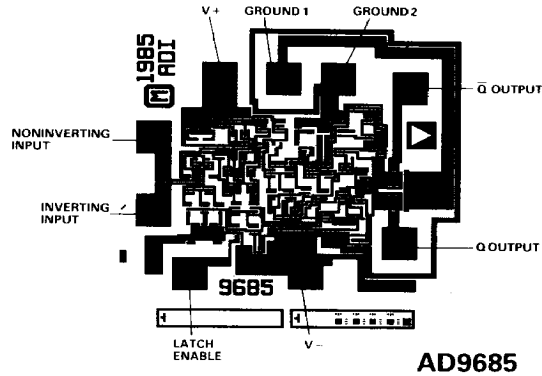 V +
GROUND 1
GROUND 2
1985
ADI
M
Q̅ OUTPUT
NONINVERTING
INPUT
INVERTING
INPUT
Q OUTPUT
9685
LATCH
ENABLE
V –
AD9685